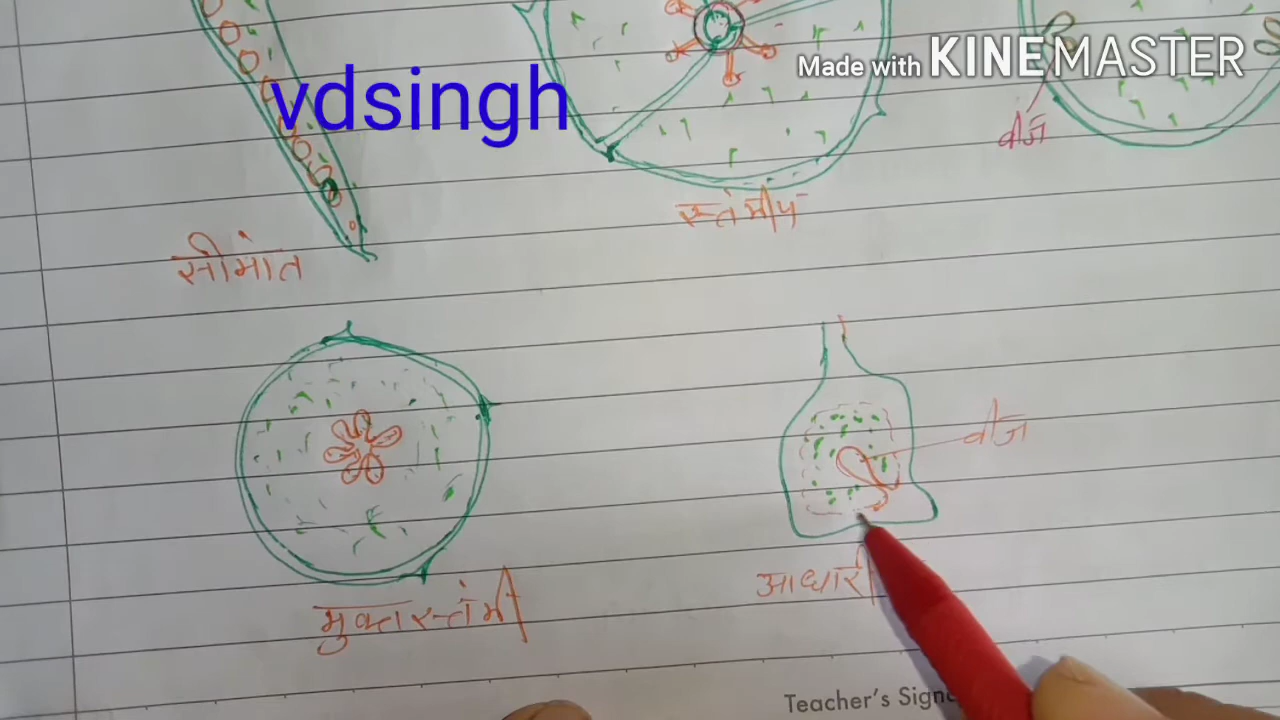 Made with KINEMASTER
vdsingh
बीज
स्तंभीय
सीमांत
बीज
मुक्तस्तंभी
आधारी
Teacher's Signa